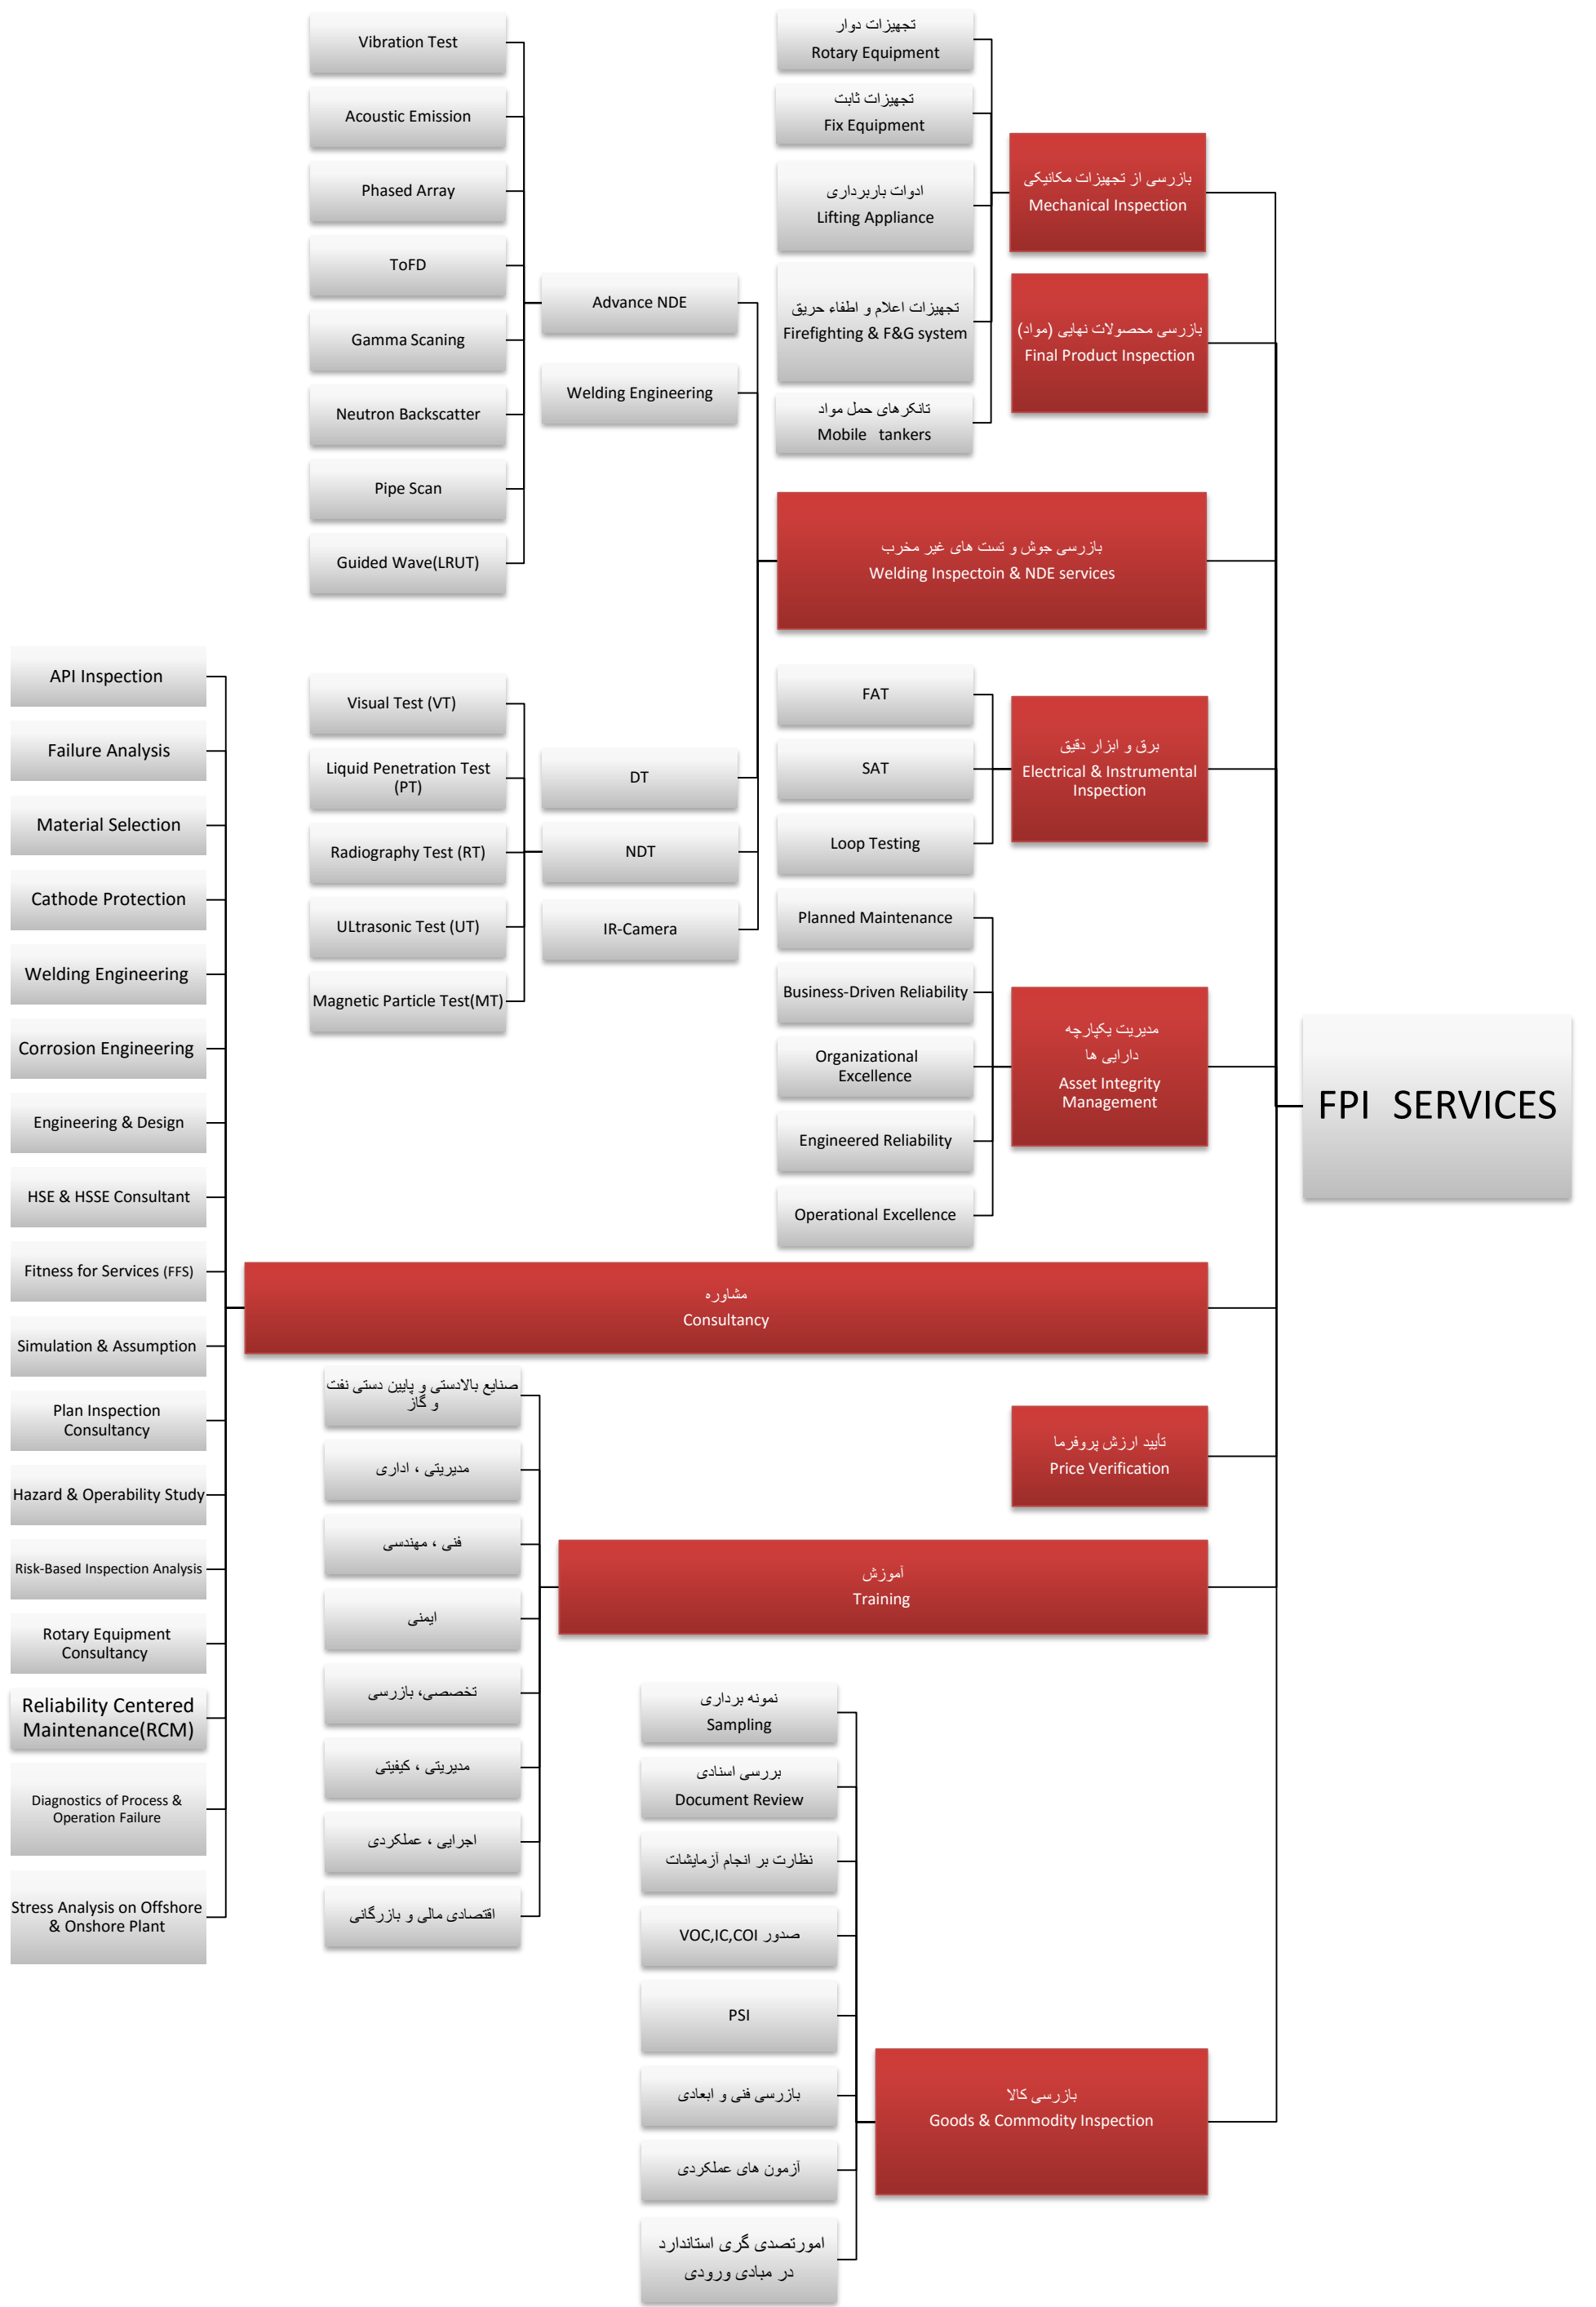 FPI SERVICES
بازرسی از تجهیزات مکانیکی
Mechanical Inspection
تجهیزات دوار
Rotary Equipment
تجهیزات ثابت
Fix Equipment
ادوات باربرداری
Lifting Appliance
تجهیزات اعلام و اطفاء حریق
Firefighting & F&G system
تانکرهای حمل مواد
Mobile tankers
بازرسی محصولات نهایی (مواد)
Final Product Inspection
بازرسی جوش و تست های غیر مخرب
Welding Inspectoin & NDE services
Advance NDE
Vibration Test
Acoustic Emission
Phased Array
ToFD
Gamma Scaning
Neutron Backscatter
Pipe Scan
Guided Wave(LRUT)
Welding Engineering
DT
NDT
Visual Test (VT)
Liquid Penetration Test
(PT)
Radiography Test (RT)
ULtrasonic Test (UT)
Magnetic Particle Test(MT)
IR-Camera
برق و ابزار دقیق
Electrical & Instrumental
Inspection
FAT
SAT
Loop Testing
مدیریت یکپارچه
دارایی ها
Asset Integrity
Management
Planned Maintenance
Business-Driven Reliability
Organizational
Excellence
Engineered Reliability
Operational Excellence
مشاوره
Consultancy
API Inspection
Failure Analysis
Material Selection
Cathode Protection
Welding Engineering
Corrosion Engineering
Engineering & Design
HSE & HSSE Consultant
Fitness for Services (FFS)
Simulation & Assumption
Plan Inspection
Consultancy
Hazard & Operability Study
Risk-Based Inspection Analysis
Rotary Equipment
Consultancy
Reliability Centered
Maintenance(RCM)
Diagnostics of Process &
Operation Failure
Stress Analysis on Offshore
& Onshore Plant
تأیید ارزش پروفرما
Price Verification
آموزش
Training
صنایع بالادستی و پایین دستی نفت
و گاز
مدیریتی ، اداری
فنی ، مهندسی
ایمنی
تخصصی، بازرسی
مدیریتی ، کیفیتی
اجرایی ، عملکردی
اقتصادی مالی و بازرگانی
بازرسی کالا
Goods & Commodity Inspection
نمونه برداری
Sampling
بررسی اسنادی
Document Review
نظارت بر انجام آزمایشات
صدور VOC,IC,COI
PSI
بازرسی فنی و ابعادی
آزمون های عملکردی
امورتصدی گری استاندارد
در مبادی ورودی